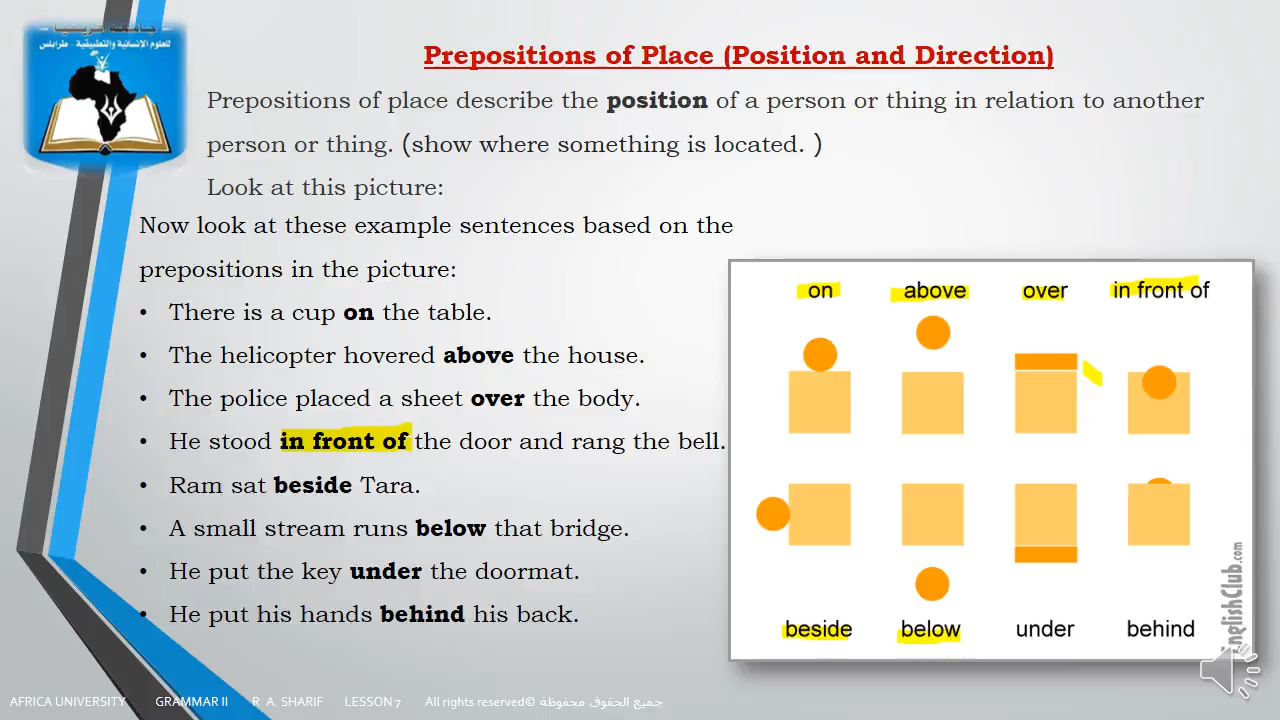 جامعة إفريقيا
للعلوم الإنسانية والتطبيقية - طرابلس
Prepositions of Place (Position and Direction)
Prepositions of place describe the position of a person or thing in relation to another
person or thing. (show where something is located. )
Look at this picture:
Now look at these example sentences based on the
prepositions in the picture:
• There is a cup on the table.
• The helicopter hovered above the house.
• The police placed a sheet over the body.
• He stood in front of the door and rang the bell.
• Ram sat beside Tara.
• A small stream runs below that bridge.
• He put the key under the doormat.
• He put his hands behind his back.
on above over in front of
beside below under behind
EnglishClub.com
AFRICA UNIVERSITY GRAMMAR II R A. SHARIF LESSON 7 All rights reserved© جميع الحقوق محفوظة